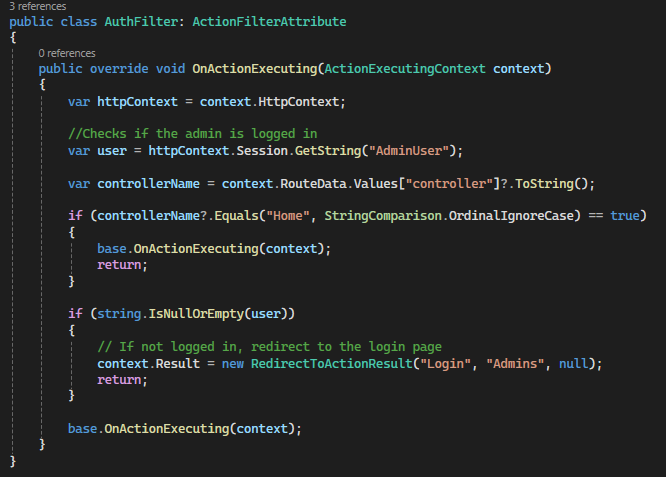 3 references
public class AuthFilter: ActionFilterAttribute
{
0 references
public override void OnActionExecuting(ActionExecutingContext context)
{
var httpContext = context.HttpContext;
//Checks if the admin is logged in
var user = httpContext.Session.GetString("AdminUser");
var controllerName = context.RouteData.Values["controller"]?.ToString();
if (controllerName?.Equals("Home", StringComparison.OrdinalIgnoreCase) == true)
{
base.OnActionExecuting(context);
return;
}
if (string.IsNullOrEmpty(user))
{
// If not logged in, redirect to the login page
context.Result = new RedirectToActionResult("Login", "Admins", null);
return;
}
base.OnActionExecuting(context);
}
}